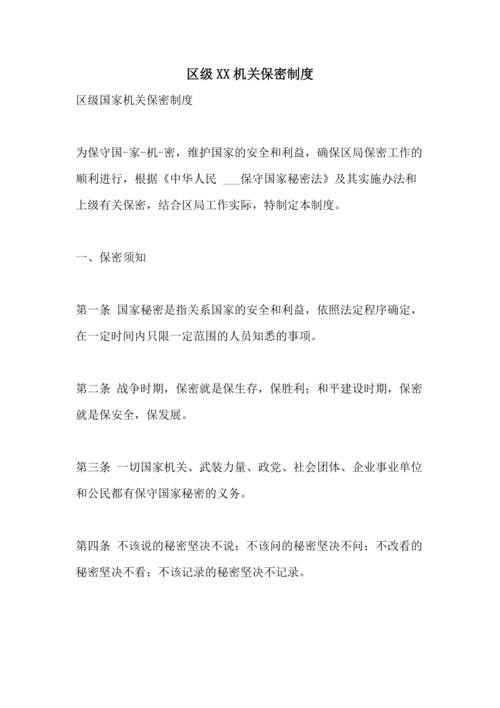 区级XX机关保密制度
区级国家机关保密制度
为保守国-家-机-密，维护国家的安全和利益，确保区局保密工作的
顺利进行，根据《中华人民 ___保守国家秘密法》及其实施办法和
上级有关保密，结合区局工作实际，特制定本制度。
一、保密须知
第一条 国家秘密是指关系国家的安全和利益，依照法定程序确定，
在一定时间内只限一定范围的人员知悉的事项。
第二条 战争时期，保密就是保生存，保胜利；和平建设时期，保密
就是保安全，保发展。
第三条 一切国家机关、武装力量、政党、社会团体、企业事业单位
和公民都有保守国家秘密的义务。
第四条 不该说的秘密坚决不说；不该问的秘密坚决不问；不改看的
秘密坚决不看；不该记录的秘密坚决不记录。